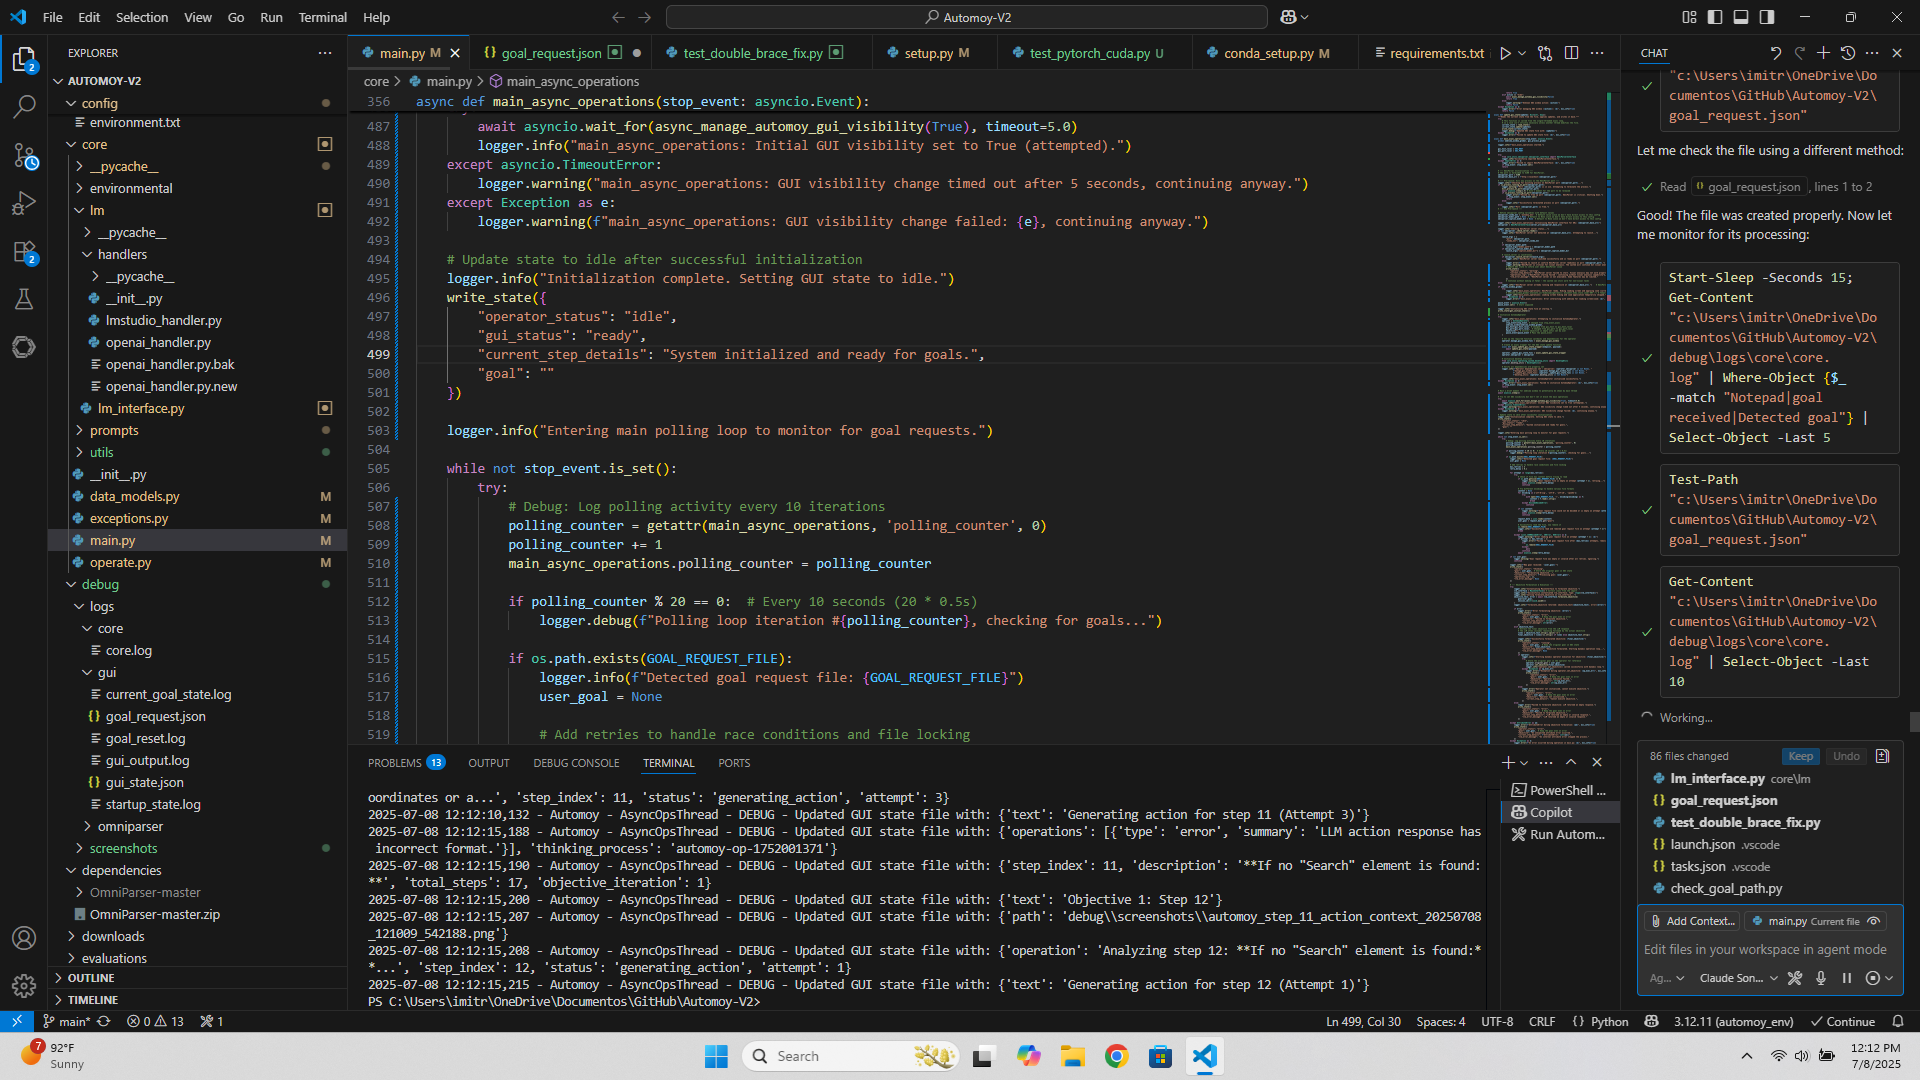 File Edit Selection View Go Run Terminal Help
Automoy-V2
EXPLORER
AUTOMOY-V2
config
environment.txt
core
__pycache__
environmental
lm
__pycache__
handlers
__pycache__
__init__.py
lmstudio_handler.py
openai_handler.py
openai_handler.py.bak
openai_handler.py.new
lm_interface.py
prompts
utils
__init__.py
data_models.py M
exceptions.py M
main.py M
operate.py M
debug
logs
core
core.log
gui
current_goal_state.log
goal_request.json
goal_reset.log
gui_output.log
gui_state.json
startup_state.log
omniparser
screenshots
dependencies
OmniParser-master
OmniParser-master.zip
downloads
evaluations
OUTLINE
TIMELINE
main.py M
goal_request.json
test_double_brace_fix.py
setup.py M
test_pytorch_cuda.py U
conda_setup.py M
requirements.txt
core > main.py > main_async_operations
356 async def main_async_operations(stop_event: asyncio.Event):
487 await asyncio.wait_for(async_manage_automoy_gui_visibility(True), timeout=5.0)
488 logger.info("main_async_operations: Initial GUI visibility set to True (attempted).")
489 except asyncio.TimeoutError:
490 logger.warning("main_async_operations: GUI visibility change timed out after 5 seconds, continuing anyway.")
491 except Exception as e:
492 logger.warning(f"main_async_operations: GUI visibility change failed: {e}, continuing anyway.")
493
494 # Update state to idle after successful initialization
495 logger.info("Initialization complete. Setting GUI state to idle.")
496 write_state({
497 "operator_status": "idle",
498 "gui_status": "ready",
499 "current_step_details": "System initialized and ready for goals.",
500 "goal": ""
501 })
502
503 logger.info("Entering main polling loop to monitor for goal requests.")
504
505 while not stop_event.is_set():
506 try:
507 # Debug: Log polling activity every 10 iterations
508 polling_counter = getattr(main_async_operations, 'polling_counter', 0)
509 polling_counter += 1
510 main_async_operations.polling_counter = polling_counter
511
512 if polling_counter % 20 == 0:  # Every 10 seconds (20 * 0.5s)
513 logger.debug(f"Polling loop iteration #{polling_counter}, checking for goals...")
514
515 if os.path.exists(GOAL_REQUEST_FILE):
516 logger.info(f"Detected goal request file: {GOAL_REQUEST_FILE}")
517 user_goal = None
518
519 # Add retries to handle race conditions and file locking
PROBLEMS 13 OUTPUT DEBUG CONSOLE TERMINAL PORTS
oordinates or a...', 'step_index': 11, 'status': 'generating_action', 'attempt': 3}
2025-07-08 12:12:10,132 - Automoy - AsyncOpsThread - DEBUG - Updated GUI state file with: {'text': 'Generating action for step 11 (Attempt 3)'}
2025-07-08 12:12:15,188 - Automoy - AsyncOpsThread - DEBUG - Updated GUI state file with: {'operations': [{'type': 'error', 'summary': 'LLM action response has
incorrect format.'}], 'thinking_process': 'automoy-op-1752001371'}
2025-07-08 12:12:15,190 - Automoy - AsyncOpsThread - DEBUG - Updated GUI state file with: {'step_index': 11, 'description': '**If no "Search" element is found:
**', 'total_steps': 17, 'objective_iteration': 1}
2025-07-08 12:12:15,200 - Automoy - AsyncOpsThread - DEBUG - Updated GUI state file with: {'text': 'Objective 1: Step 12'}
2025-07-08 12:12:15,207 - Automoy - AsyncOpsThread - DEBUG - Updated GUI state file with: {'path': 'debug\\screenshots\\automoy_step_11_action_context_20250708
_121009_542188.png'}
2025-07-08 12:12:15,208 - Automoy - AsyncOpsThread - DEBUG - Updated GUI state file with: {'operation': 'Analyzing step 12: **If no "Search" element is found:*
*...', 'step_index': 12, 'status': 'generating_action', 'attempt': 1}
2025-07-08 12:12:15,215 - Automoy - AsyncOpsThread - DEBUG - Updated GUI state file with: {'text': 'Generating action for step 12 (Attempt 1)'}
PS C:\Users\imitr\OneDrive\Documentos\GitHub\Automoy-V2>
PowerShell ...
Copilot
Run Autom...
CHAT
"c:\Users\imitr\OneDrive\Do
cumentos\GitHub\Automoy-V2\
goal_request.json"
Let me check the file using a different method:
Read goal_request.json, lines 1 to 2
Good! The file was created properly. Now let
me monitor for its processing:
Start-Sleep -Seconds 15;
Get-Content
"c:\Users\imitr\OneDrive\Do
cumentos\GitHub\Automoy-V2\
debug\logs\core\core.
log" | Where-Object {$_
-match "Notepad|goal
received|Detected goal"} |
Select-Object -Last 5
Test-Path
"c:\Users\imitr\OneDrive\Do
cumentos\GitHub\Automoy-V2\
goal_request.json"
Get-Content
"c:\Users\imitr\OneDrive\Do
cumentos\GitHub\Automoy-V2\
debug\logs\core\core.
log" | Select-Object -Last
10
Working...
86 files changed Keep Undo
lm_interface.py core\lm
goal_request.json
test_double_brace_fix.py
launch.json .vscode
tasks.json .vscode
check_goal_path.py
Add Context... main.py Current file
Edit files in your workspace in agent mode
Ag... Claude Son...
main* 0 13 1
Ln 499, Col 30 Spaces: 4 UTF-8 CRLF Python 3.12.11 (automoy_env) Continue
7 92°F
Sunny
Search
12:12 PM
7/8/2025